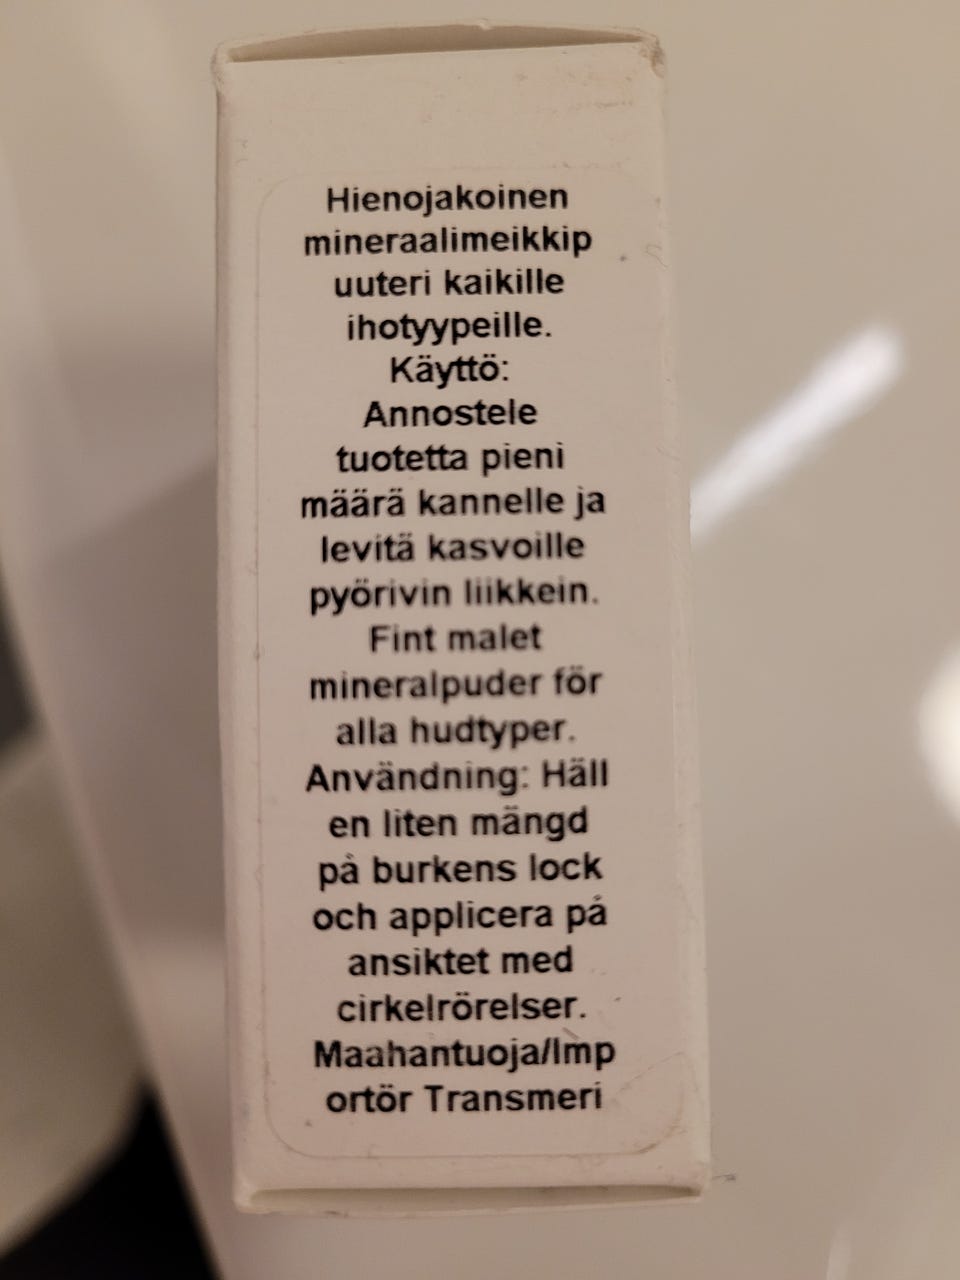 Hienojakoinen
mineraalimeikkip
uuteri kaikille
ihotyypeille.
Käyttö:
Annostele
tuotetta pieni
määrä kannelle ja
levitä kasvoille
pyörivin liikkein.
Fint malet
mineralpuder för
alla hudtyper.
Användning: Häll
en liten mängd
på burkens lock
och applicera på
ansiktet med
cirkelrörelser.
Maahantuoja/Imp
ortör Transmeri